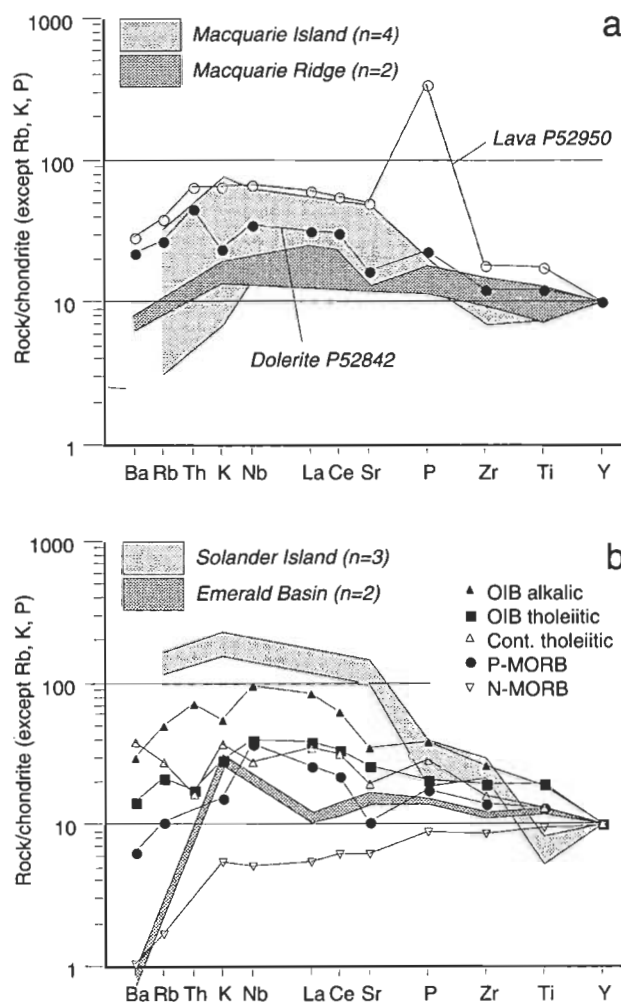 a
1000
Macquarie Island (n=4)
Macquarie Ridge (n=2)
Lava P52950
100
Rock/chondrite (except Rb, K, P)
10
Dolerite P52842
1
Ba Rb Th K Nb La Ce Sr P Zr Ti Y
b
1000
Solander Island (n=3)
Emerald Basin (n=2)
OIB alkalic
OIB tholeiitic
Cont. tholeiitic
P-MORB
N-MORB
100
Rock/chondrite (except Rb, K, P)
10
1
Ba Rb Th K Nb La Ce Sr P Zr Ti Y